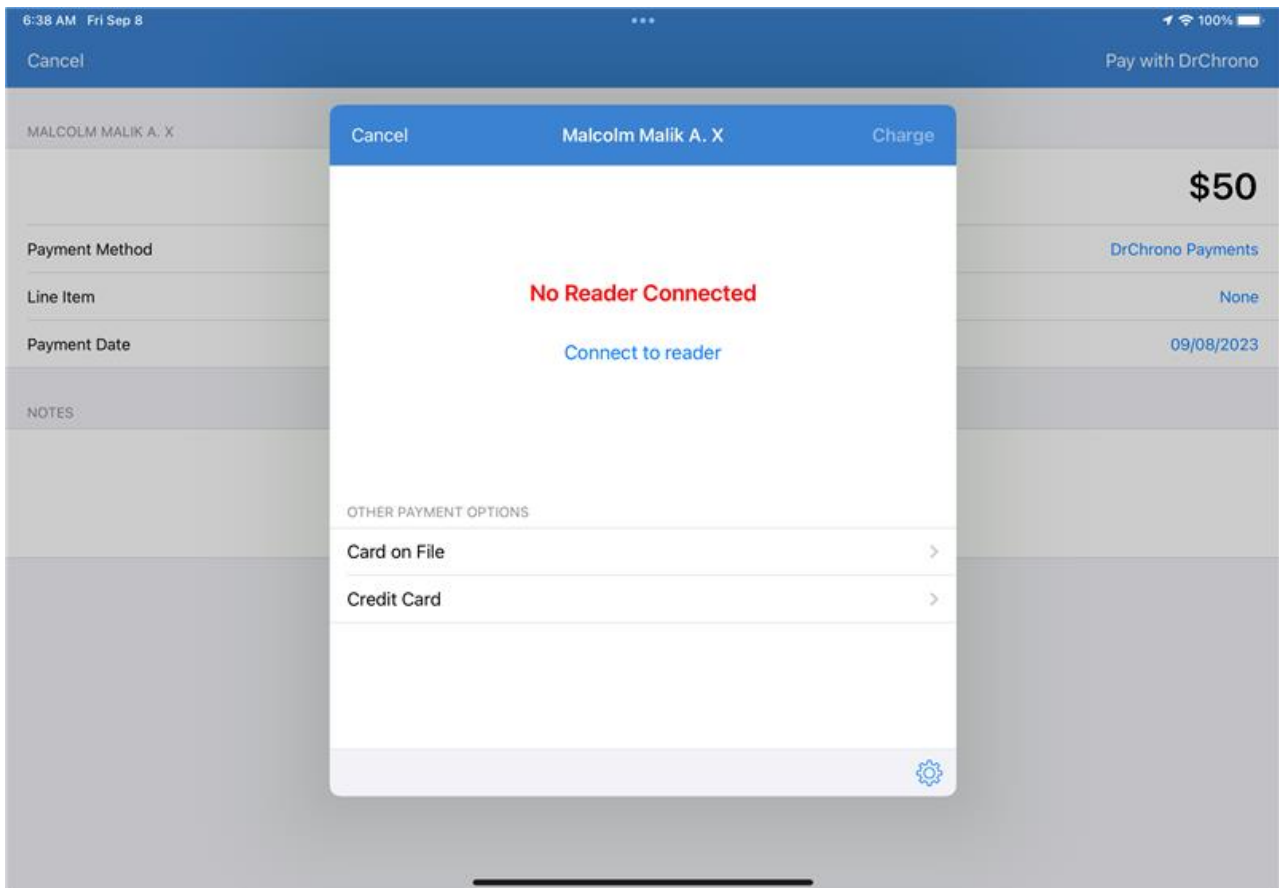 6:38 AM Fri Sep 8
100%
Cancel
Pay with DrChrono
MALCOLM MALIK A. X
$50
Payment Method
DrChrono Payments
Line Item
None
Payment Date
09/08/2023
NOTES
Cancel
Malcolm Malik A. X
Charge
No Reader Connected
Connect to reader
OTHER PAYMENT OPTIONS
Card on File
Credit Card